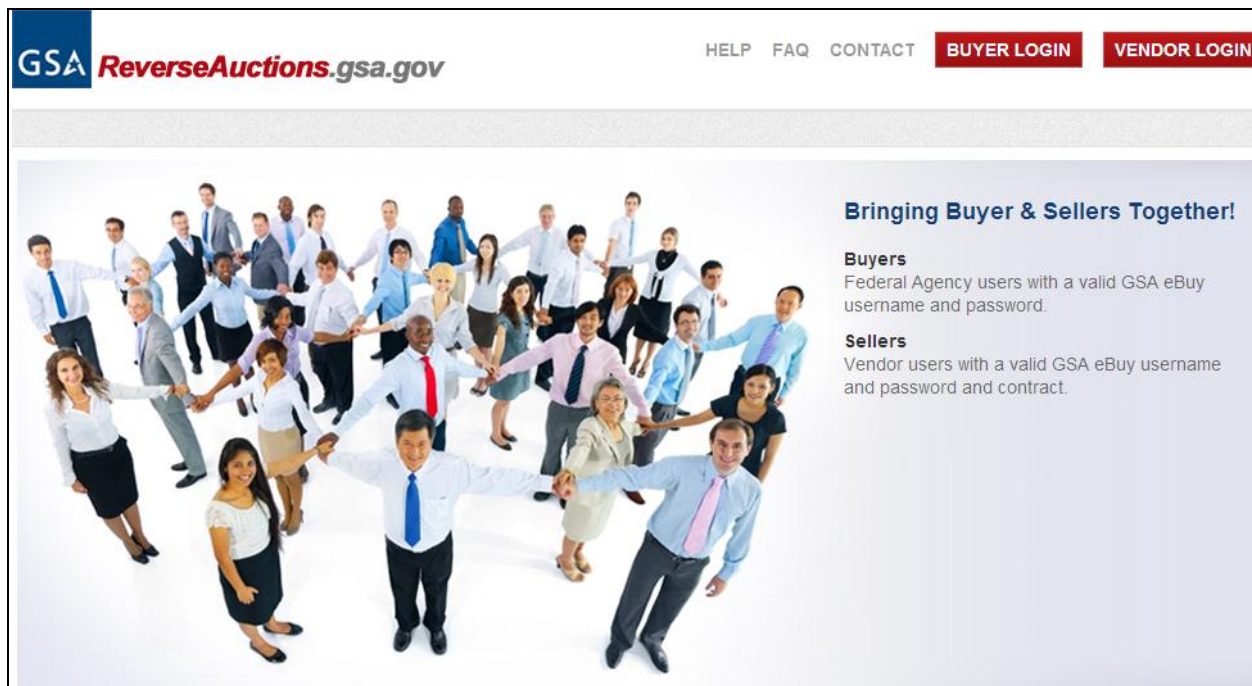 GSA ReverseAuctions.gsa.gov
HELP FAQ CONTACT BUYER LOGIN VENDOR LOGIN
Bringing Buyer & Sellers Together!
Buyers
Federal Agency users with a valid GSA eBuy
username and password.
Sellers
Vendor users with a valid GSA eBuy username
and password and contract.